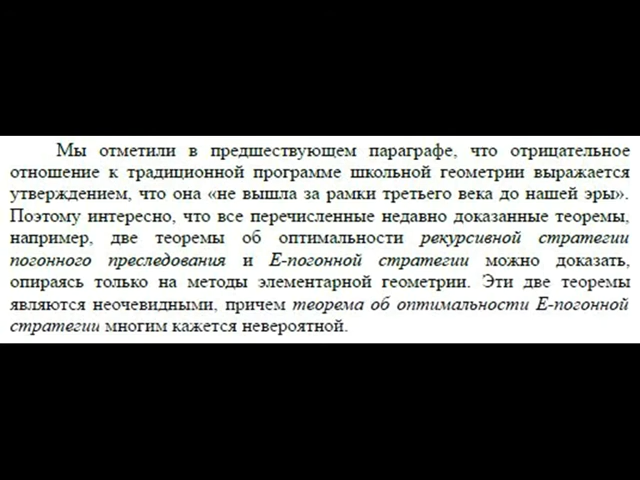 Мы отметили в предшествующем параграфе, что отрицательное
отношение к традиционной программе школьной геометрии выражается
утверждением, что она «не вышла за рамки третьего века до нашей эры».
Поэтому интересно, что все перечисленные недавно доказанные теоремы,
например, две теоремы об оптимальности рекурсивной стратегии
погонного преследования и Е-погонной стратегии можно доказать,
опираясь только на методы элементарной геометрии. Эти две теоремы
являются неочевидными, причем теорема об оптимальности Е-погонной
стратегии многим кажется невероятной.